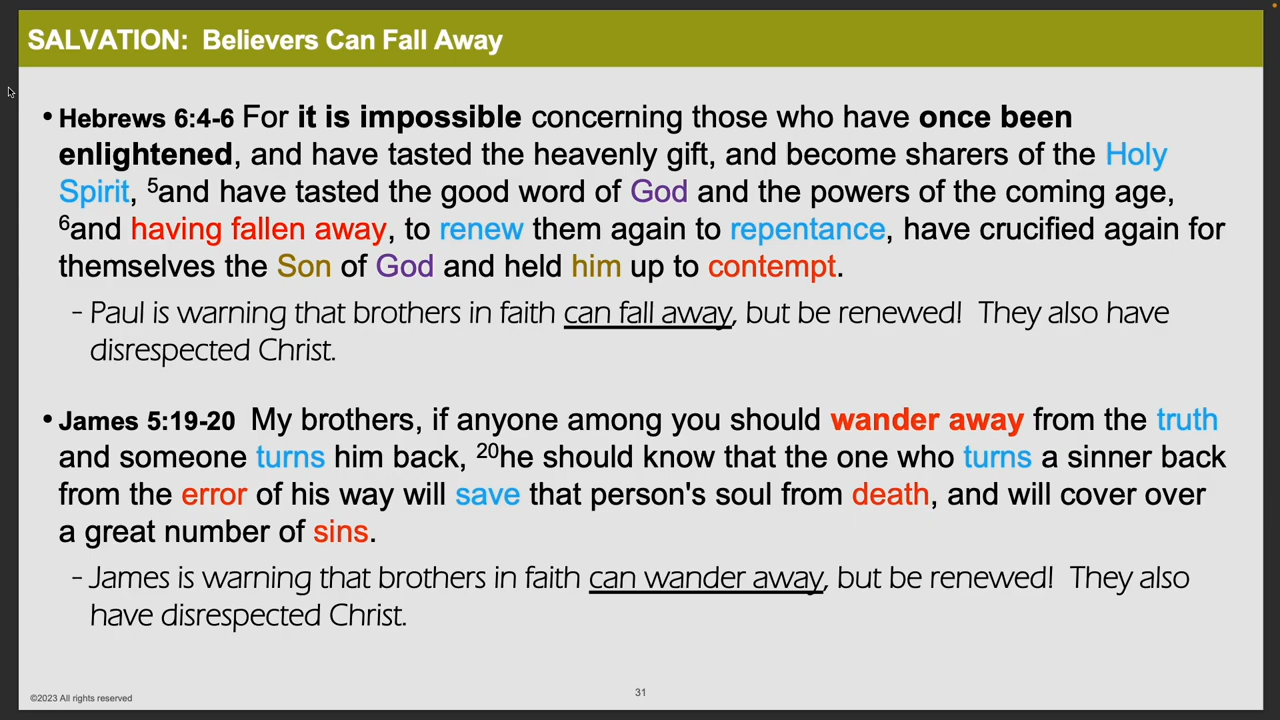 SALVATION: Believers Can Fall Away
• Hebrews 6:4-6 For it is impossible concerning those who have once been
enlightened, and have tasted the heavenly gift, and become sharers of the Holy
Spirit, ⁵and have tasted the good word of God and the powers of the coming age,
⁶and having fallen away, to renew them again to repentance, have crucified again for
themselves the Son of God and held him up to contempt.
- Paul is warning that brothers in faith can fall away, but be renewed! They also have
disrespected Christ.
• James 5:19-20 My brothers, if anyone among you should wander away from the truth
and someone turns him back, ²⁰he should know that the one who turns a sinner back
from the error of his way will save that person's soul from death, and will cover over
a great number of sins.
- James is warning that brothers in faith can wander away, but be renewed! They also
have disrespected Christ.
©2023 All rights reserved
31